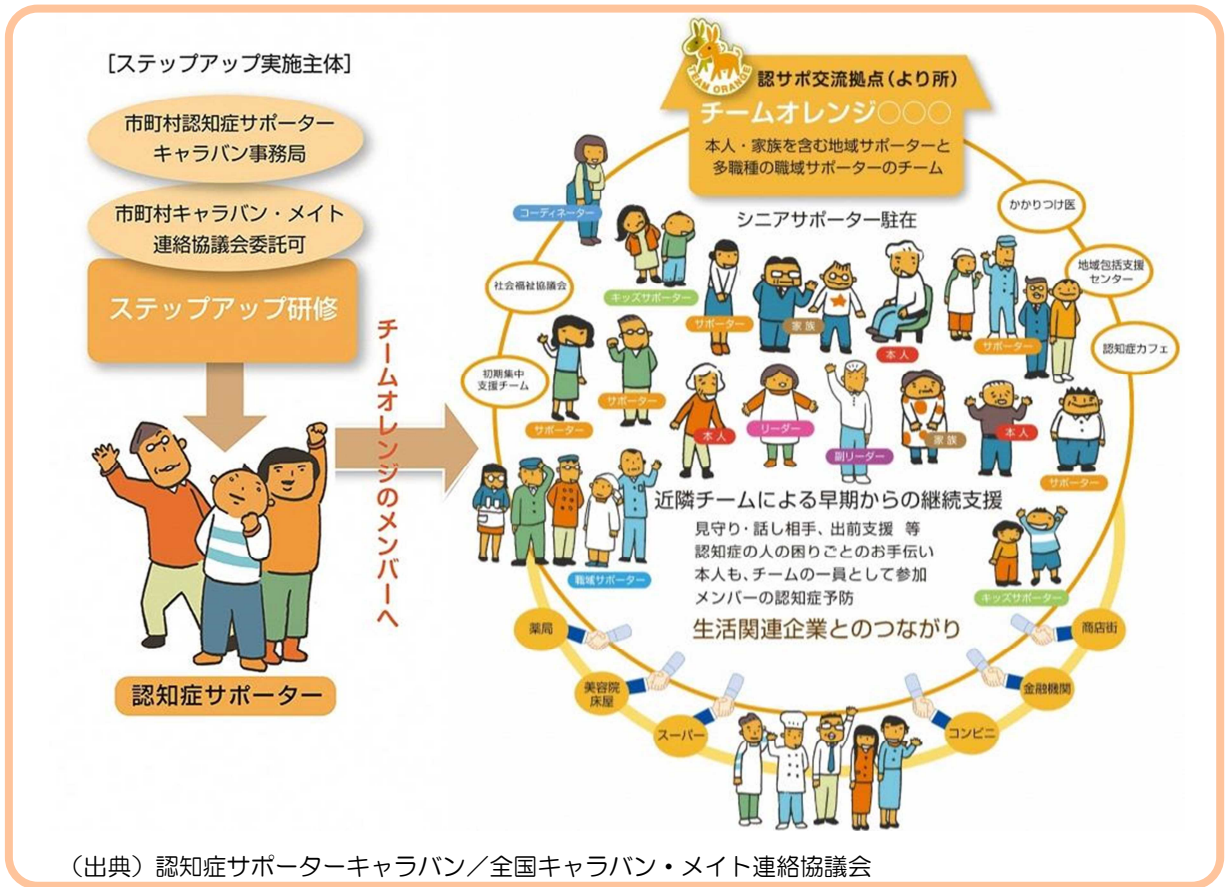 [ステップアップ実施主体]
市町村認知症サポーター
キャラバン事務局
市町村キャラバン・メイト
連絡協議会委託可
ステップアップ研修
チームオレンジのメンバーへ
認知症サポーター
TEAM ORANGE
認サポ交流拠点(より所)
チームオレンジ○○○
本人・家族を含む地域サポーターと
多職種の職域サポーターのチーム
コーディネーター
シニアサポーター駐在
かかりつけ医
社会福祉協議会
キッズサポーター
サポーター
家族
本人
サポーター
地域包括支援
センター
初期集中
支援チーム
サポーター
サポーター
本人
リーダー
副リーダー
家族
本人
サポーター
認知症カフェ
近隣チームによる早期からの継続支援
見守り・話し相手、出前支援 等
認知症の人の困りごとのお手伝い
本人も、チームの一員として参加
メンバーの認知症予防
職域サポーター
キッズサポーター
生活関連企業とのつながり
薬局
美容院
床屋
スーパー
コンビニ
金融機関
商店街
(出典)認知症サポーターキャラバン/全国キャラバン・メイト連絡協議会